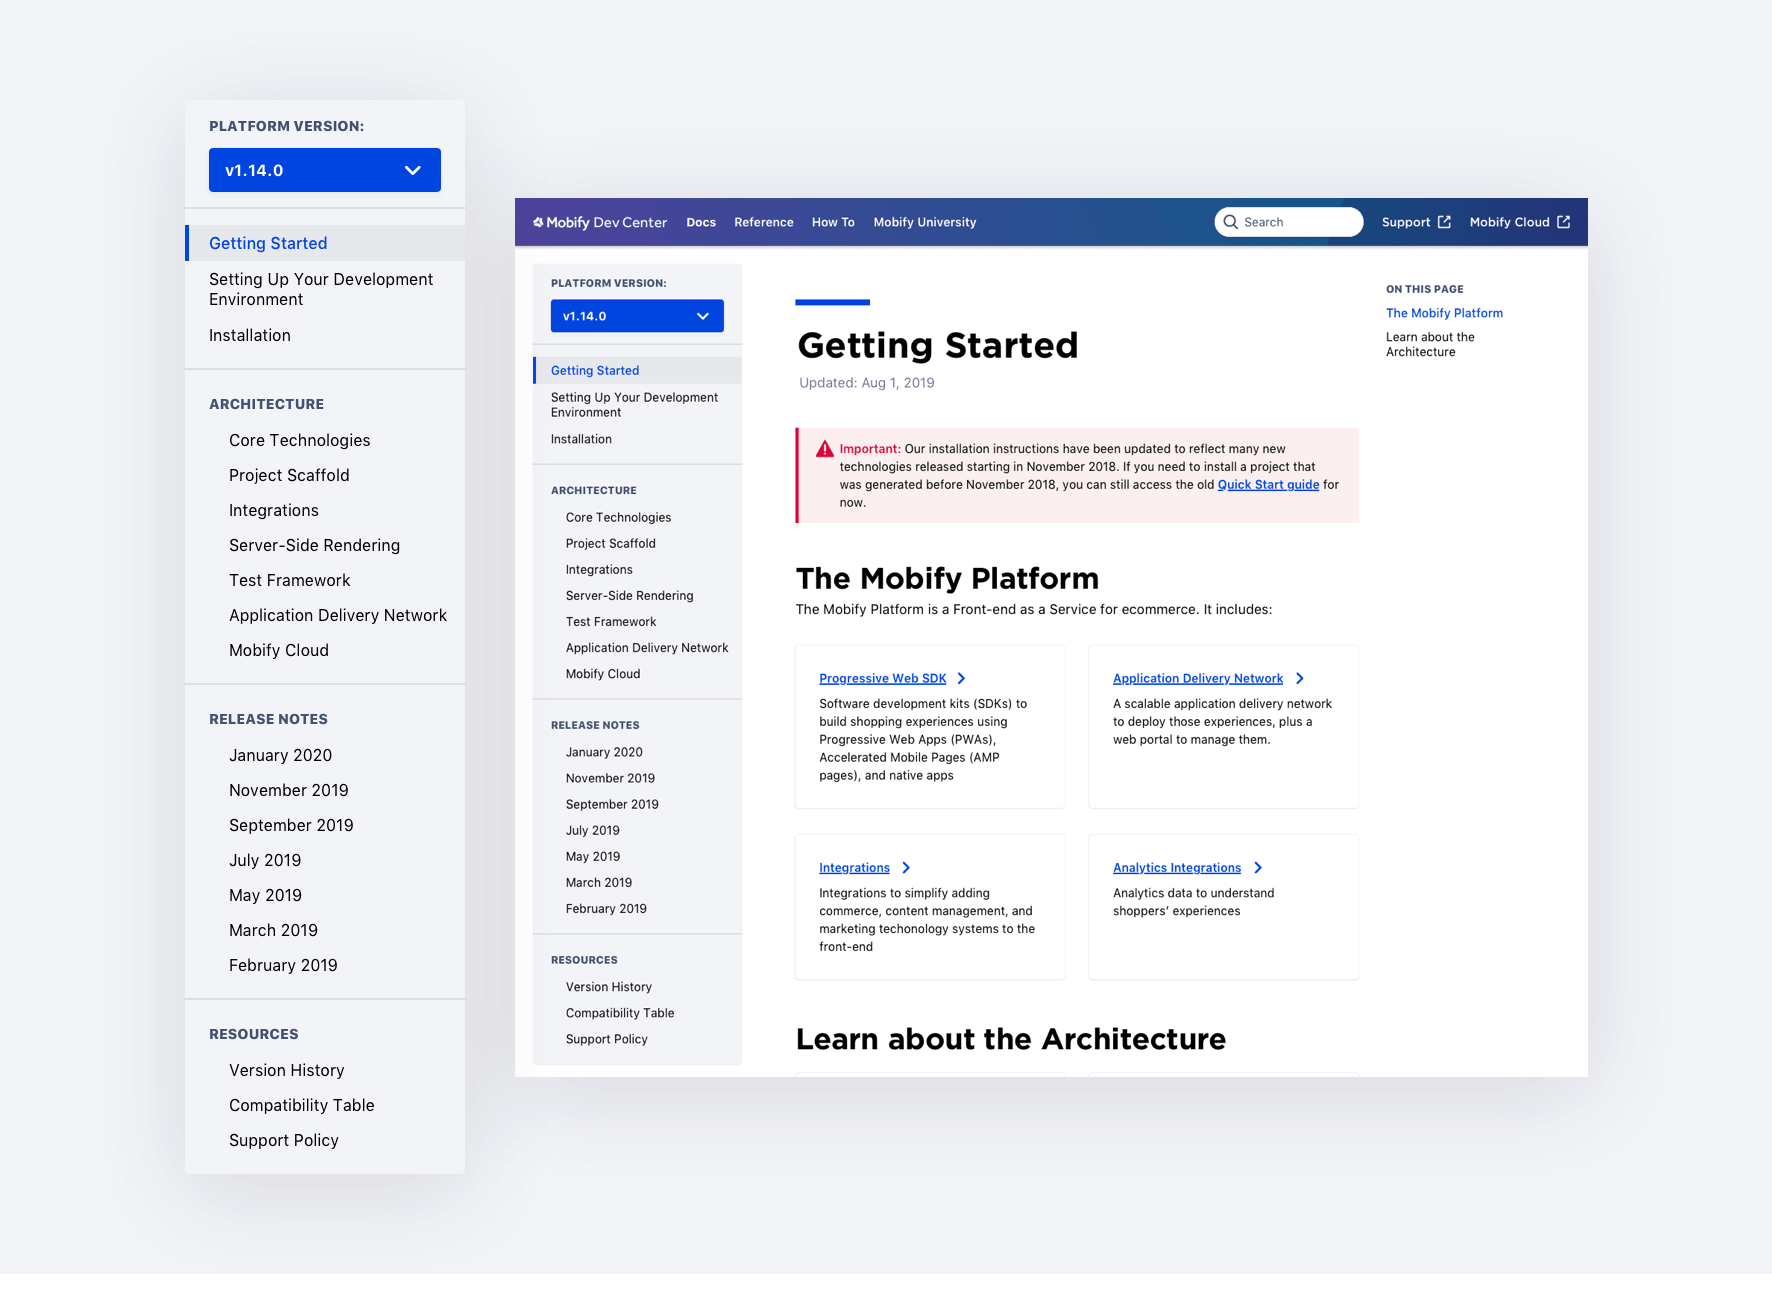 PLATFORM VERSION:
v1.14.0
Getting Started
Setting Up Your Development
Environment
Installation
ARCHITECTURE
Core Technologies
Project Scaffold
Integrations
Server-Side Rendering
Test Framework
Application Delivery Network
Mobify Cloud
RELEASE NOTES
January 2020
November 2019
September 2019
July 2019
May 2019
March 2019
February 2019
RESOURCES
Version History
Compatibility Table
Support Policy
Mobify Dev Center Docs Reference How To Mobify University Search Support Mobify Cloud
PLATFORM VERSION:
v1.14.0
Getting Started
Setting Up Your Development
Environment
Installation
ARCHITECTURE
Core Technologies
Project Scaffold
Integrations
Server-Side Rendering
Test Framework
Application Delivery Network
Mobify Cloud
RELEASE NOTES
January 2020
November 2019
September 2019
July 2019
May 2019
March 2019
February 2019
RESOURCES
Version History
Compatibility Table
Support Policy
Getting Started
Updated: Aug 1, 2019
Important: Our installation instructions have been updated to reflect many new
technologies released starting in November 2018. If you need to install a project that
was generated before November 2018, you can still access the old Quick Start guide for
now.
The Mobify Platform
The Mobify Platform is a Front-end as a Service for ecommerce. It includes:
Progressive Web SDK
Software development kits (SDKs) to
build shopping experiences using
Progressive Web Apps (PWAs),
Accelerated Mobile Pages (AMP
pages), and native apps
Application Delivery Network
A scalable application delivery network
to deploy those experiences, plus a
web portal to manage them.
Integrations
Integrations to simplify adding
commerce, content management, and
marketing techonology systems to the
front-end
Analytics Integrations
Analytics data to understand
shoppers' experiences
Learn about the Architecture
ON THIS PAGE
The Mobify Platform
Learn about the
Architecture